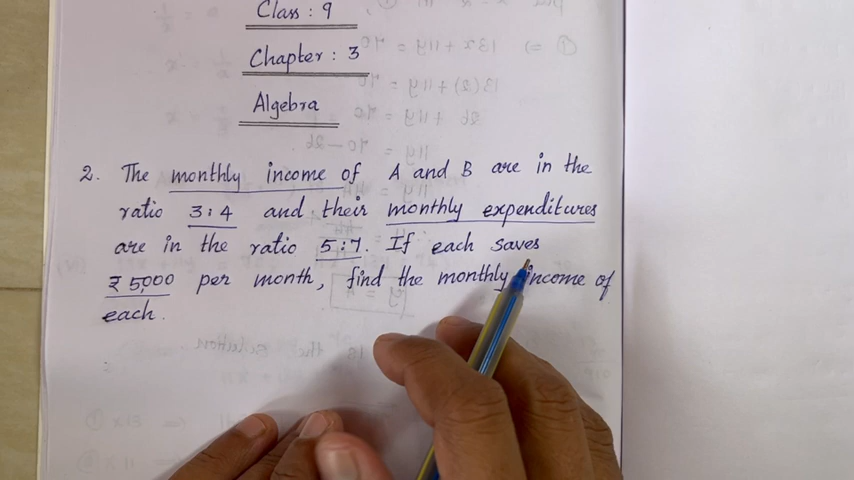 Class : 9
Chapter : 3
Algebra
2. The monthly income of A and B are in the
ratio 3:4 and their monthly expenditures
are in the ratio 5:7. If each saves
₹ 5,000 per month, find the monthly income of
each.